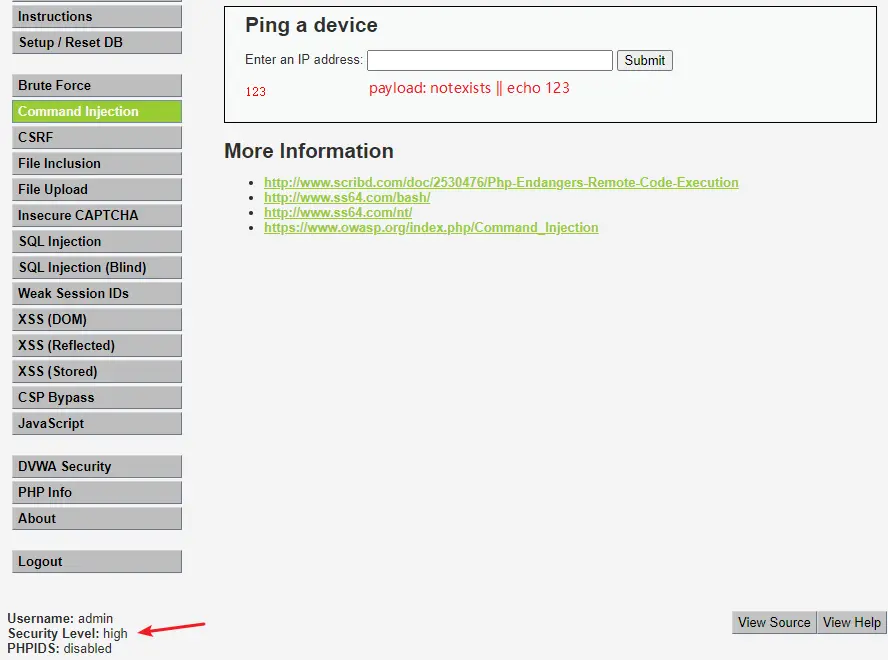 Instructions
Setup / Reset DB
Brute Force
Command Injection
CSRF
File Inclusion
File Upload
Insecure CAPTCHA
SQL Injection
SQL Injection (Blind)
Weak Session IDs
XSS (DOM)
XSS (Reflected)
XSS (Stored)
CSP Bypass
JavaScript
DVWA Security
PHP Info
About
Logout
Username: admin
Security Level: high
PHPIDS: disabled
Ping a device
Enter an IP address: Submit
123 payload: notexists || echo 123
More Information
http://www.scribd.com/doc/2530476/Php-Endangers-Remote-Code-Execution
http://www.ss64.com/bash/
http://www.ss64.com/nt/
https://www.owasp.org/index.php/Command_Injection
View Source View Help